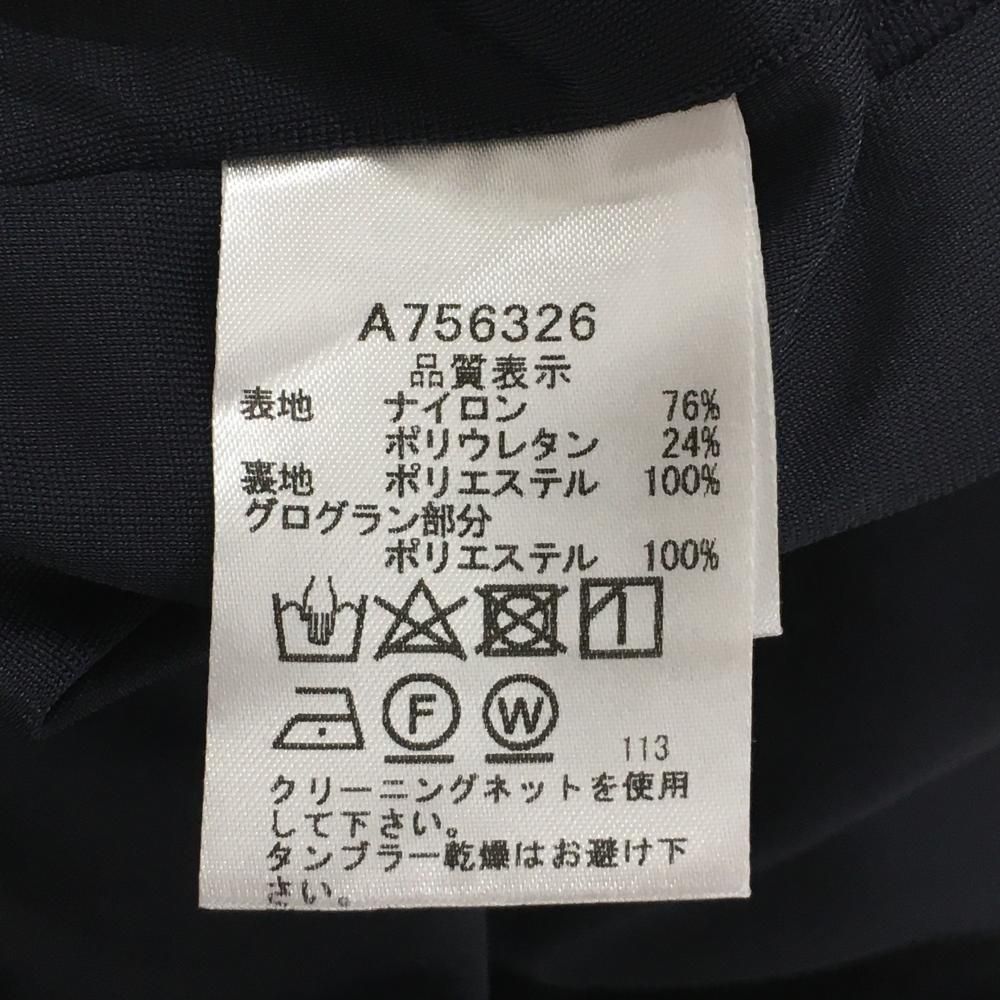 A756326
品質表示
表地 ナイロン 76%
ポリウレタン 24%
裏地 ポリエステル 100%
グログラン部分
ポリエステル 100%
F W
113
クリーニングネットを使用
して下さい。
タンブラー乾燥はお避け下
さい。